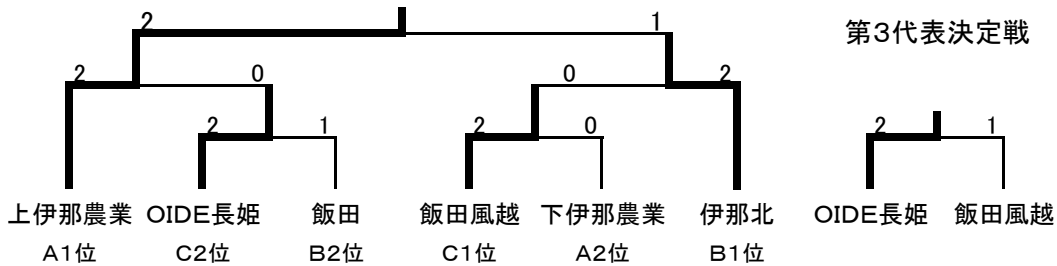 2 1
第3代表決定戦
2 0 0 2
2 1 2 0 2 1
上伊那農業 OIDE長姫 飯田 飯田風越 下伊那農業 伊那北 OIDE長姫 飯田風越
A1位 C2位 B2位 C1位 A2位 B1位